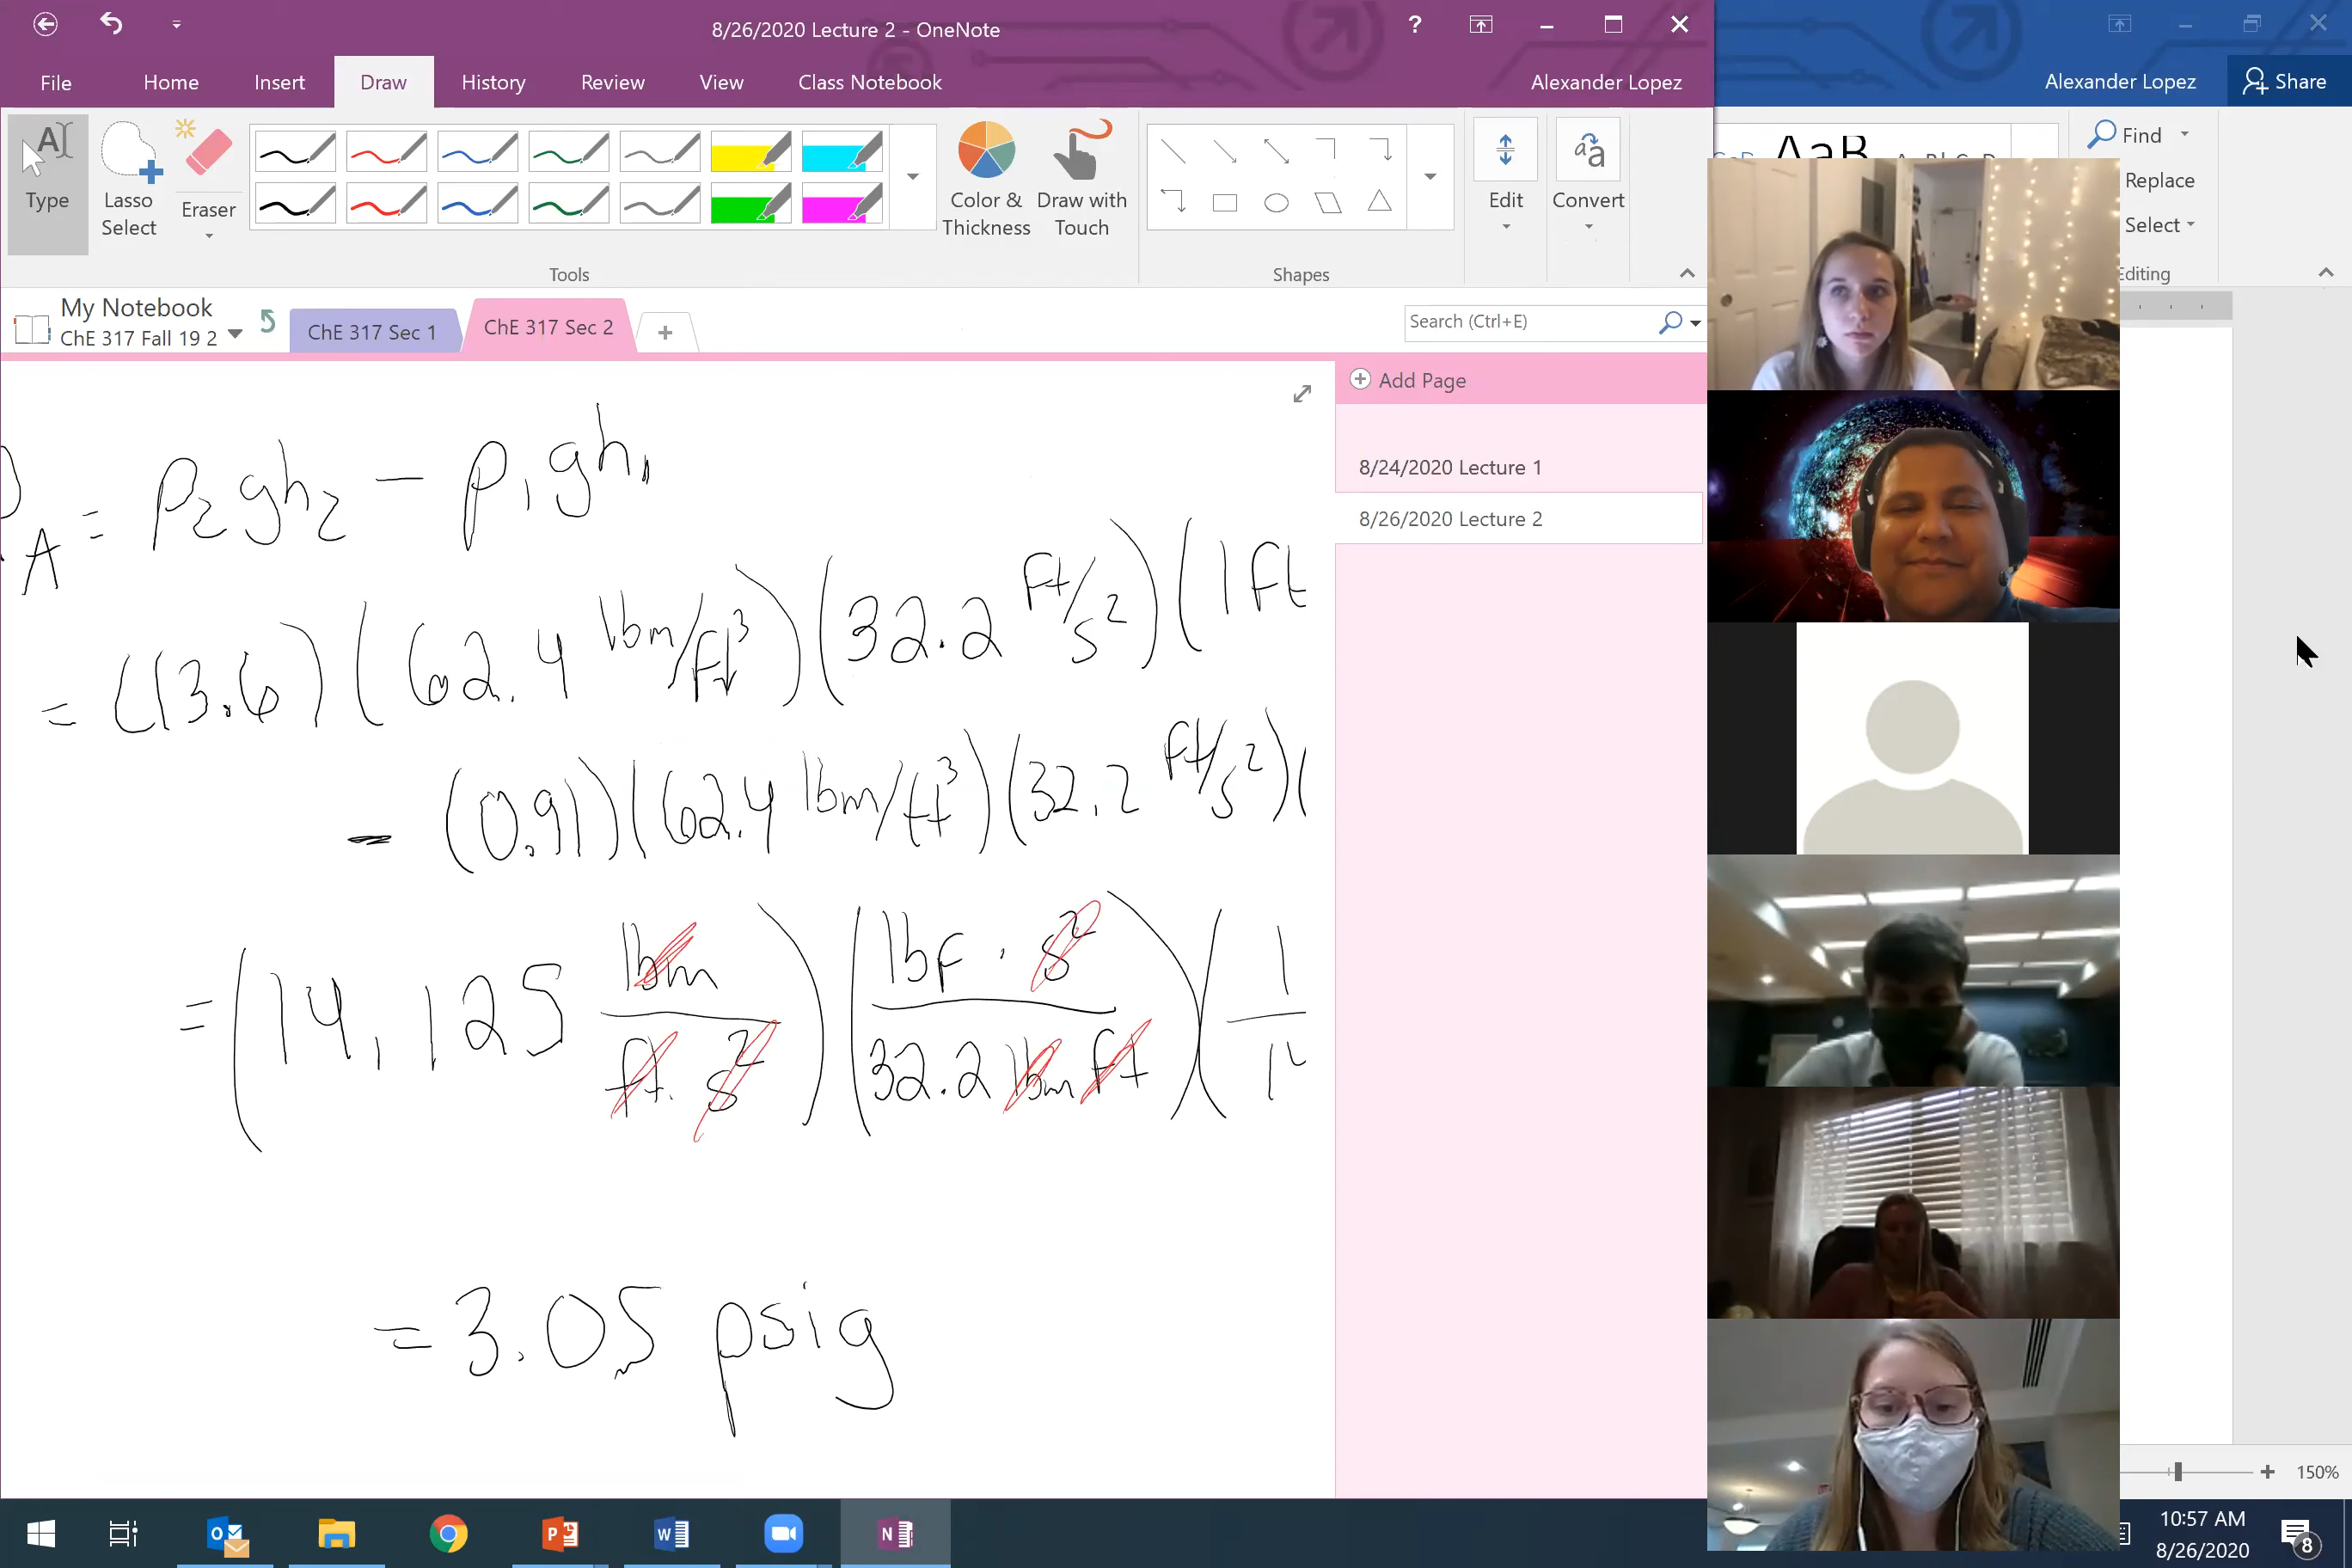 8/26/2020 Lecture 2 - OneNote
?
File Home Insert Draw History Review View Class Notebook Alexander Lopez
Alexander Lopez Share
Type
Lasso Select
Eraser
Color & Thickness
Draw with Touch
Edit
Convert
Tools
Shapes
AaB
Find
Replace
Select
Editing
My Notebook
ChE 317 Fall 19 2
ChE 317 Sec 1
ChE 317 Sec 2
+
Search (Ctrl+E)
Add Page
8/24/2020 Lecture 1
8/26/2020 Lecture 2
A = ρ₂gh₂ − ρ₁gh₁
= (13.6)(62.4 lbm/ft³)(32.2 ft/s²)(1ft
− (0.91)(62.4 lbm/ft³)(32.2 ft/s²)(
= (14,125 lbm/ft·s²)(lbf·s²/32.2 lbm ft)(1/1
= 3.05 psig
150%
10:57 AM
8/26/2020
8